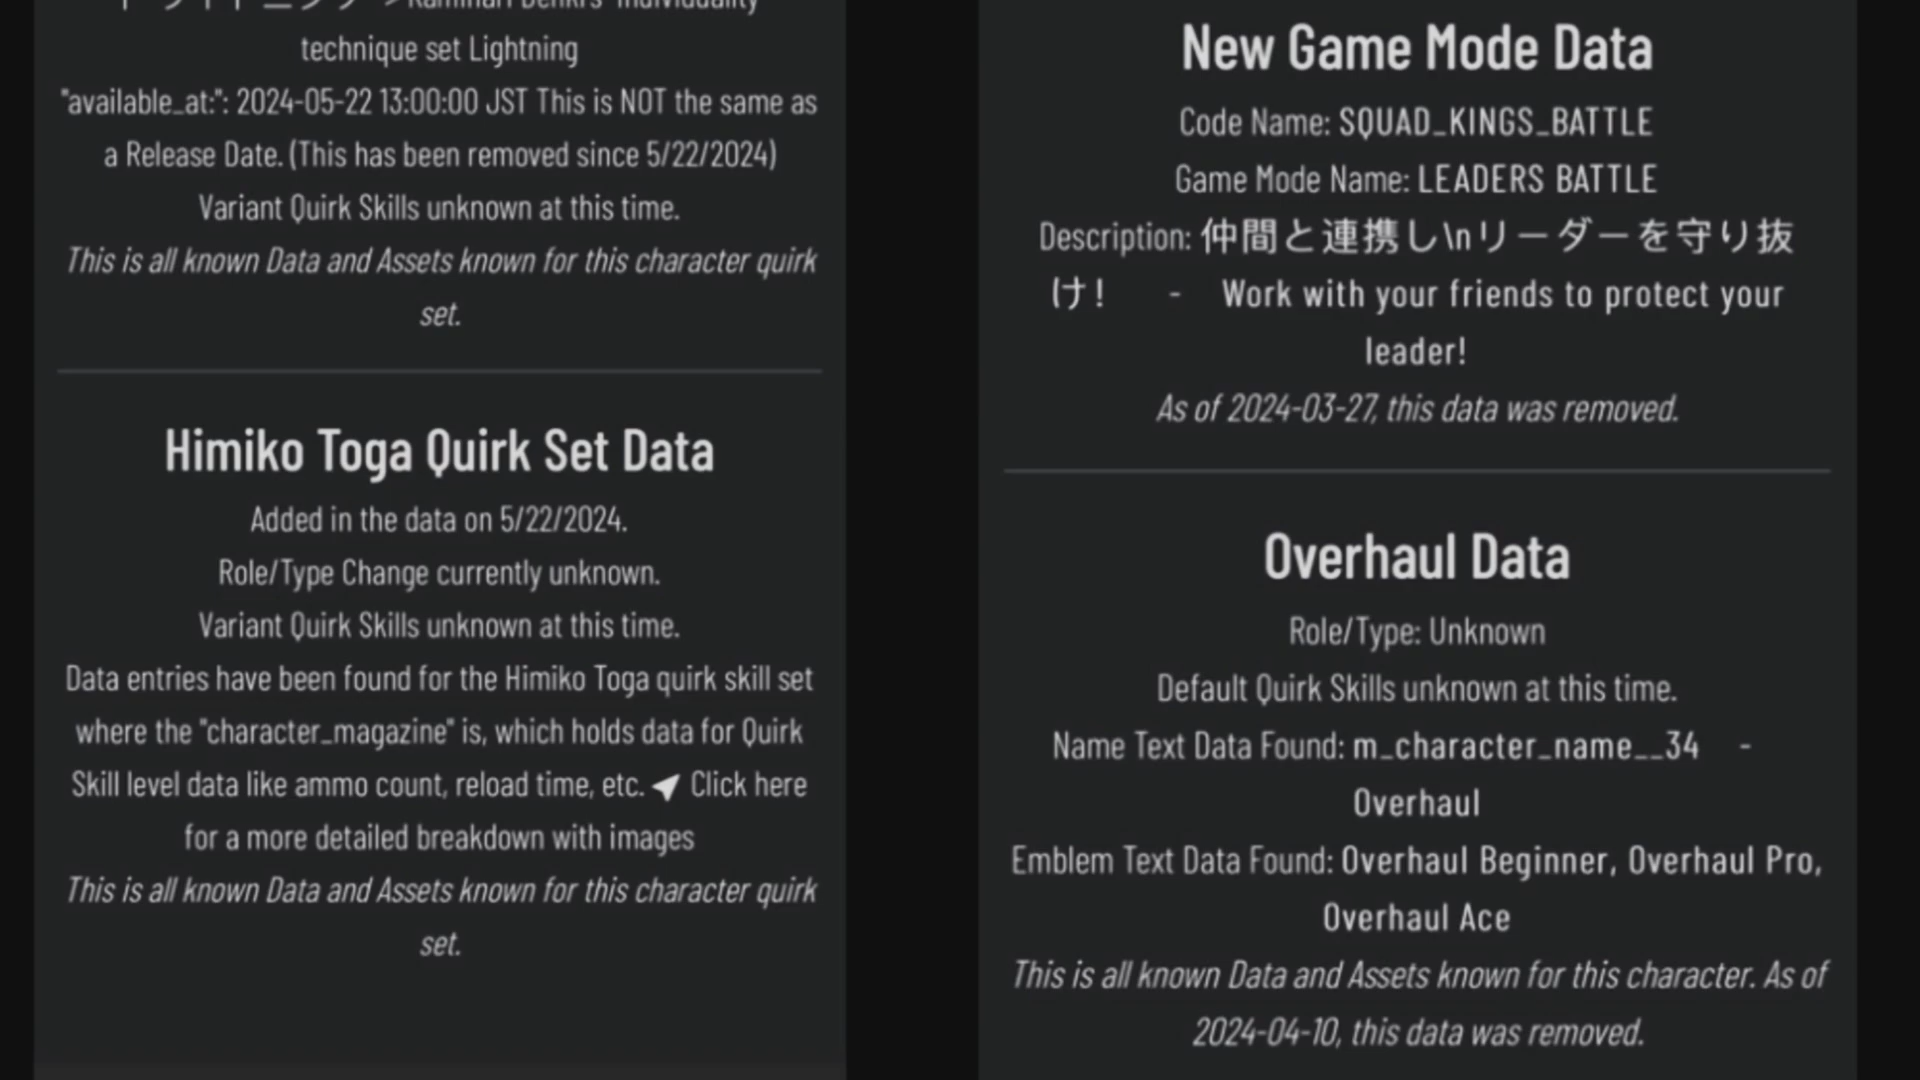 technique set Lightning
"available_at:": 2024-05-22 13:00:00 JST This is NOT the same as
a Release Date. (This has been removed since 5/22/2024)
Variant Quirk Skills unknown at this time.
This is all known Data and Assets known for this character quirk
set.
Himiko Toga Quirk Set Data
Added in the data on 5/22/2024.
Role/Type Change currently unknown.
Variant Quirk Skills unknown at this time.
Data entries have been found for the Himiko Toga quirk skill set
where the "character_magazine" is, which holds data for Quirk
Skill level data like ammo count, reload time, etc. Click here
for a more detailed breakdown with images
This is all known Data and Assets known for this character quirk
set.
New Game Mode Data
Code Name: SQUAD_KINGS_BATTLE
Game Mode Name: LEADERS BATTLE
Description: 仲間と連携し\nリーダーを守り抜
け! - Work with your friends to protect your
leader!
As of 2024-03-27, this data was removed.
Overhaul Data
Role/Type: Unknown
Default Quirk Skills unknown at this time.
Name Text Data Found: m_character_name__34 -
Overhaul
Emblem Text Data Found: Overhaul Beginner, Overhaul Pro,
Overhaul Ace
This is all known Data and Assets known for this character. As of
2024-04-10, this data was removed.